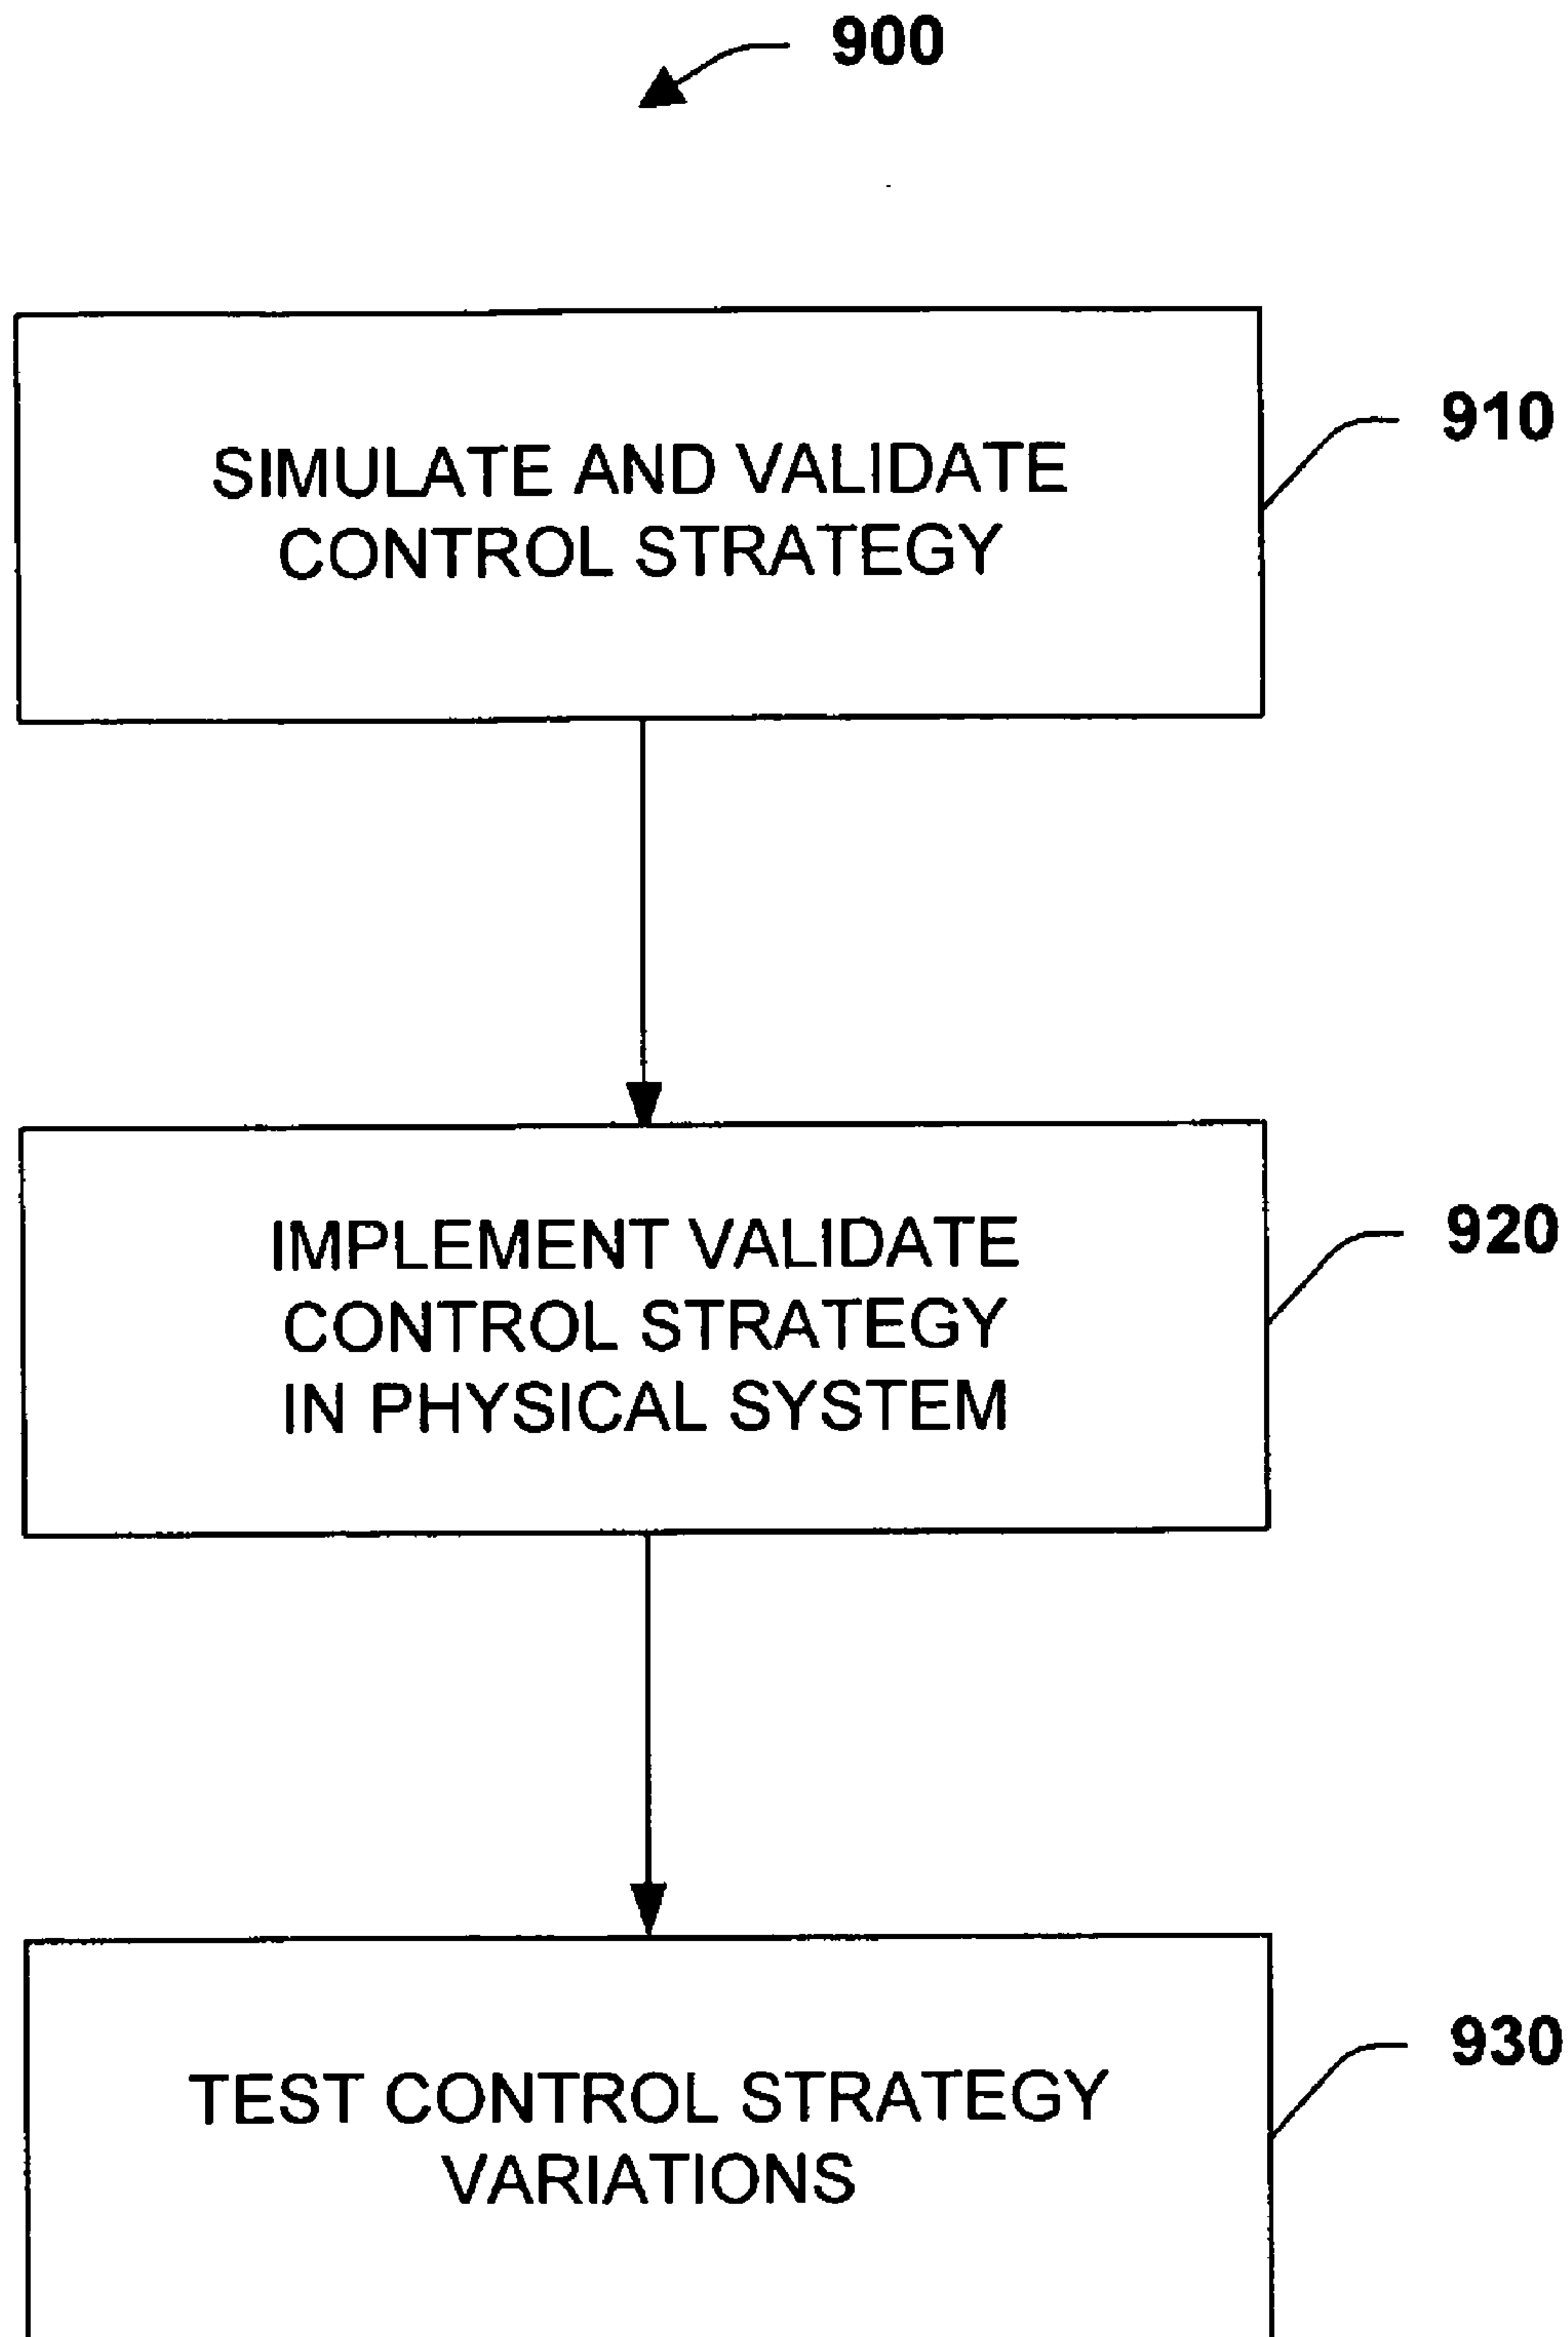 900
SIMULATE AND VALIDATE
CONTROL STRATEGY
910
IMPLEMENT VALIDATE
CONTROL STRATEGY
IN PHYSICAL SYSTEM
920
TEST CONTROL STRATEGY
VARIATIONS
930